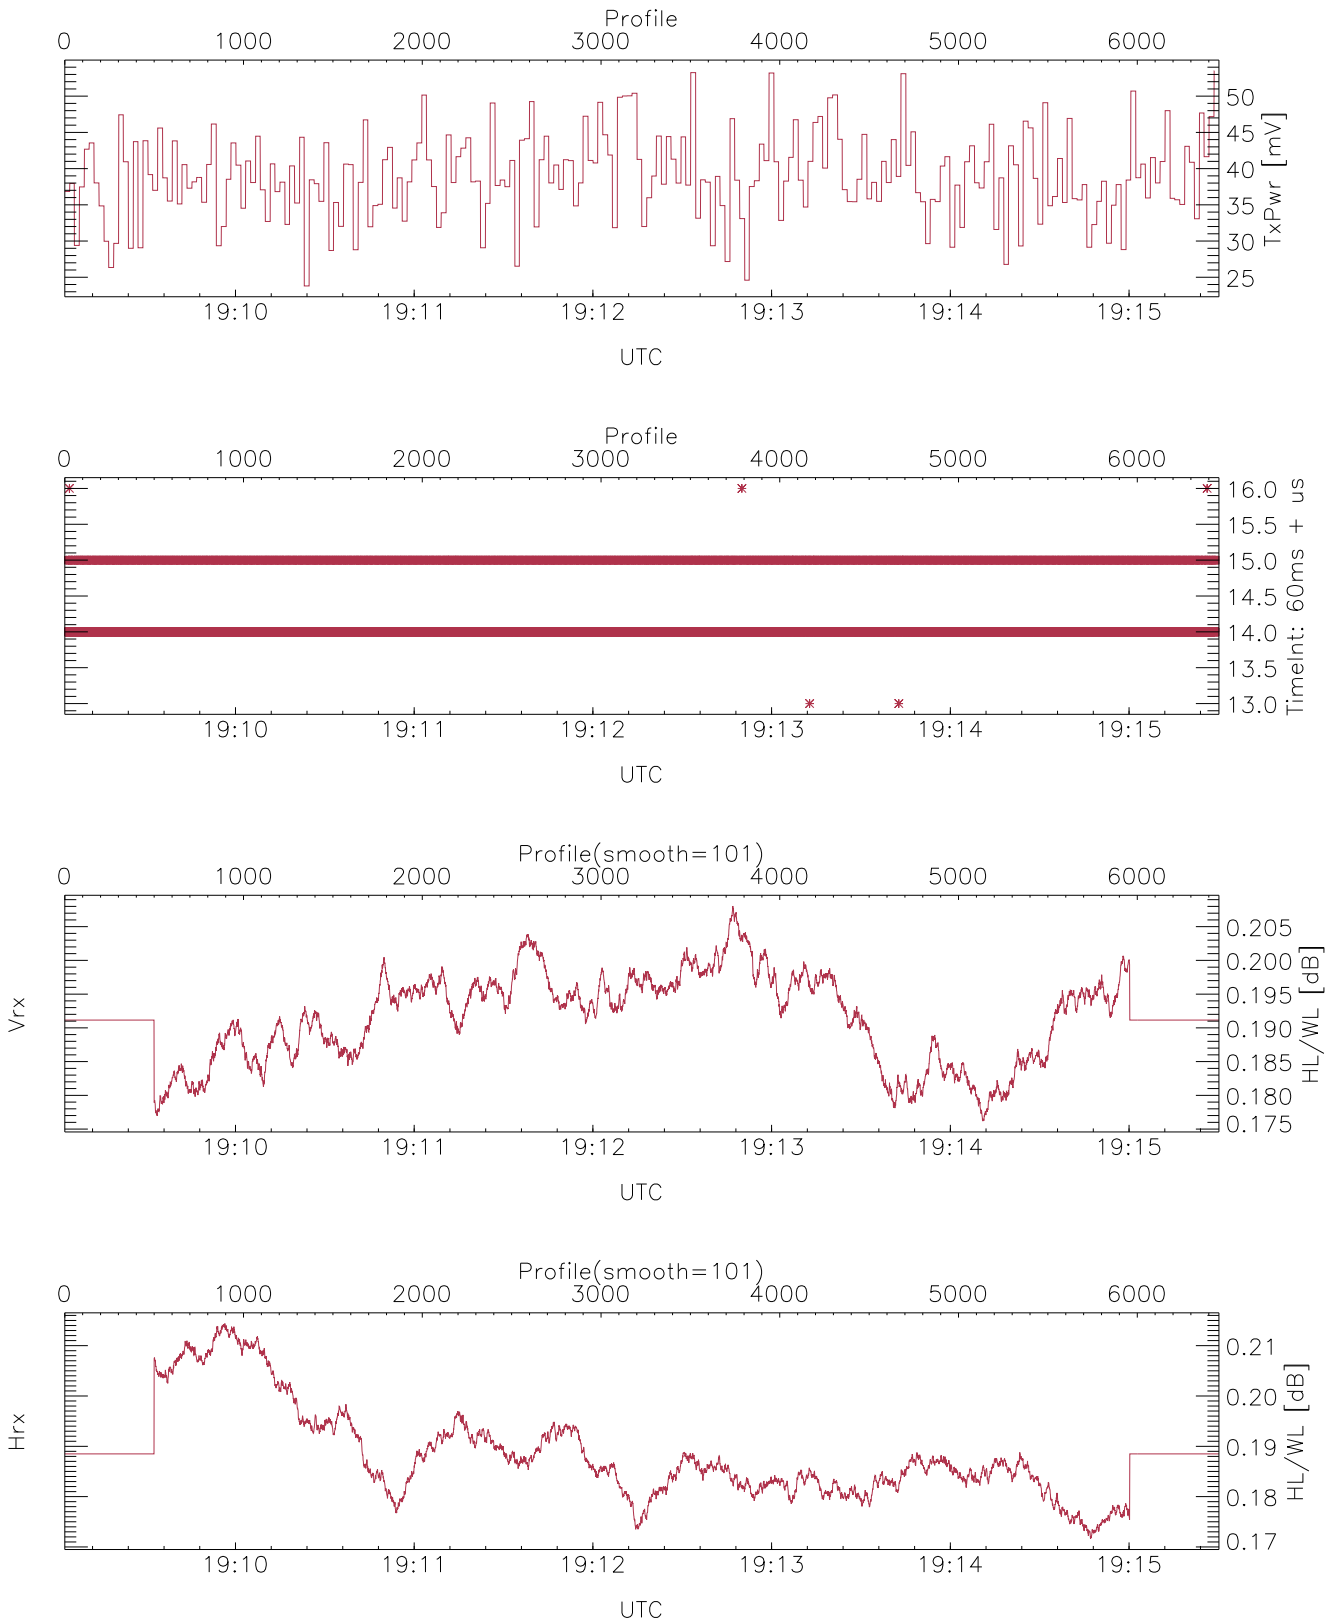 Profile
0 1000 2000 3000 4000 5000 6000
50
45
40
35
30
25
TxPwr [mV]
19:10 19:11 19:12 19:13 19:14 19:15
UTC
Profile
0 1000 2000 3000 4000 5000 6000
16.0
15.5
15.0
14.5
14.0
13.5
13.0
TimeInt: 60ms + us
19:10 19:11 19:12 19:13 19:14 19:15
UTC
Profile(smooth=101)
0 1000 2000 3000 4000 5000 6000
Vrx
0.205
0.200
0.195
0.190
0.185
0.180
0.175
HL/WL [dB]
19:10 19:11 19:12 19:13 19:14 19:15
UTC
Profile(smooth=101)
0 1000 2000 3000 4000 5000 6000
Hrx
0.21
0.20
0.19
0.18
0.17
HL/WL [dB]
19:10 19:11 19:12 19:13 19:14 19:15
UTC